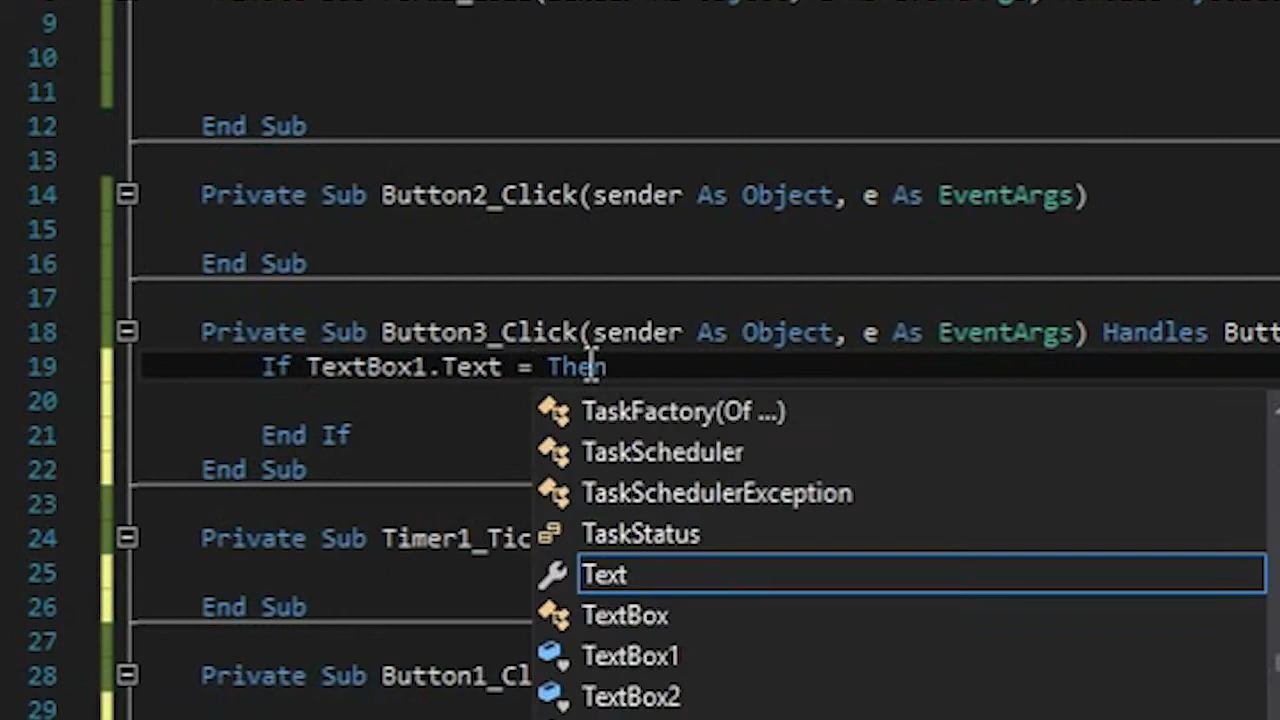 9
10
11
12 End Sub
13
14 Private Sub Button2_Click(sender As Object, e As EventArgs)
15
16 End Sub
17
18 Private Sub Button3_Click(sender As Object, e As EventArgs) Handles Butt
19 If TextBox1.Text = Then
20
TaskFactory(Of ...)
21 End If
TaskScheduler
22 End Sub
TaskSchedulerException
23
24 Private Sub Timer1_Tic
TaskStatus
25
Text
26 End Sub
TextBox
27
TextBox1
28 Private Sub Button1_Cl
TextBox2
29